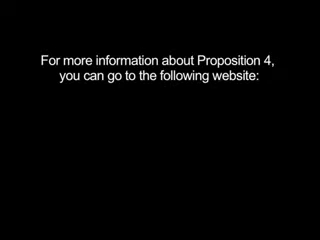 For more information about Proposition 4,
you can go to the following website: